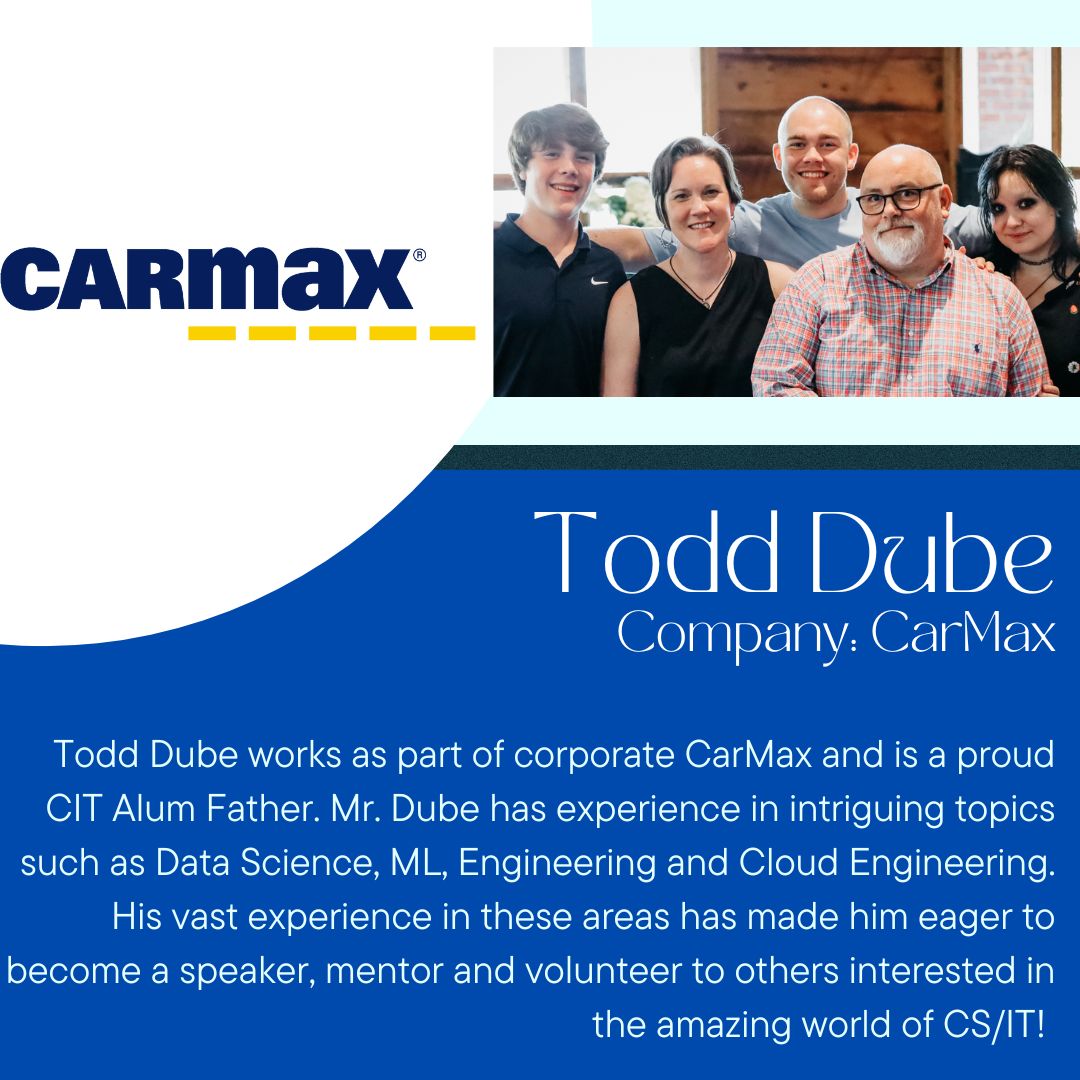 CARMAX®
Todd Dube
Company: CarMax
Todd Dube works as part of corporate CarMax and is a proud
CIT Alum Father. Mr. Dube has experience in intriguing topics
such as Data Science, ML, Engineering and Cloud Engineering.
His vast experience in these areas has made him eager to
become a speaker, mentor and volunteer to others interested in
the amazing world of CS/IT!